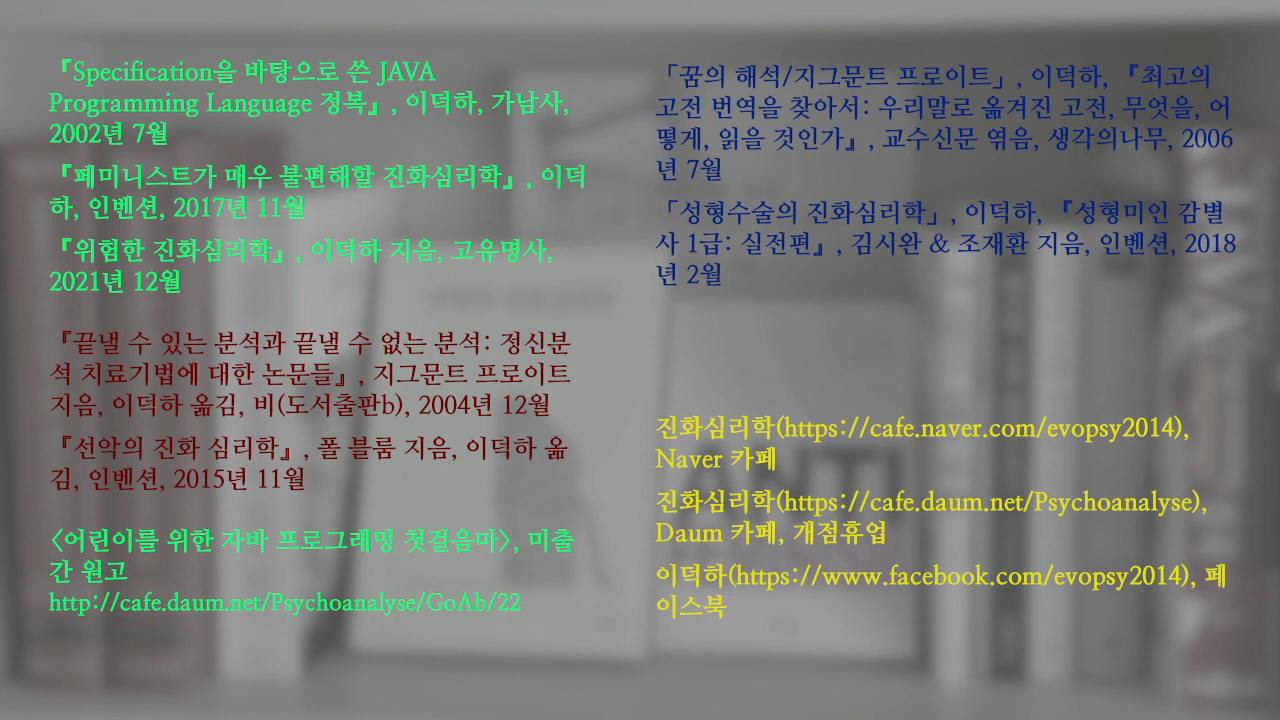 『Specification을 바탕으로 쓴 JAVA
Programming Language 정복』, 이덕하, 가남사,
2002년 7월
『페미니스트가 매우 불편해할 진화심리학』, 이덕
하, 인벤션, 2017년 11월
『위험한 진화심리학』, 이덕하 지음, 고유명사,
2021년 12월
『끝낼 수 있는 분석과 끝낼 수 없는 분석: 정신분
석 치료기법에 대한 논문들』, 지그문트 프로이트
지음, 이덕하 옮김, 비(도서출판b), 2004년 12월
『선악의 진화 심리학』, 폴 블룸 지음, 이덕하 옮
김, 인벤션, 2015년 11월
<어린이를 위한 자바 프로그래밍 첫걸음마>, 미출
간 원고
http://cafe.daum.net/Psychoanalyse/GoAb/22
「꿈의 해석/지그문트 프로이트」, 이덕하, 『최고의
고전 번역을 찾아서: 우리말로 옮겨진 고전, 무엇을, 어
떻게, 읽을 것인가』, 교수신문 엮음, 생각의나무, 2006
년 7월
「성형수술의 진화심리학」, 이덕하, 『성형미인 감별
사 1급: 실전편』, 김시완 & 조재환 지음, 인벤션, 2018
년 2월
진화심리학(https://cafe.naver.com/evopsy2014),
Naver 카페
진화심리학(https://cafe.daum.net/Psychoanalyse),
Daum 카페, 개점휴업
이덕하(https://www.facebook.com/evopsy2014), 페
이스북